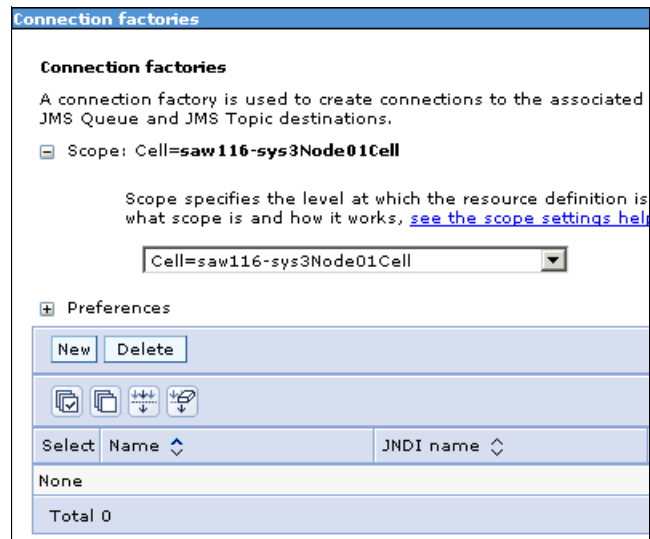 Connection factories
Connection factories
A connection factory is used to create connections to the associated
JMS Queue and JMS Topic destinations.
Scope: Cell=saw116-sys3Node01Cell
Scope specifies the level at which the resource definition is
what scope is and how it works, see the scope settings help
Cell=saw116-sys3Node01Cell
Preferences
New Delete
Select Name JNDI name
None
Total 0